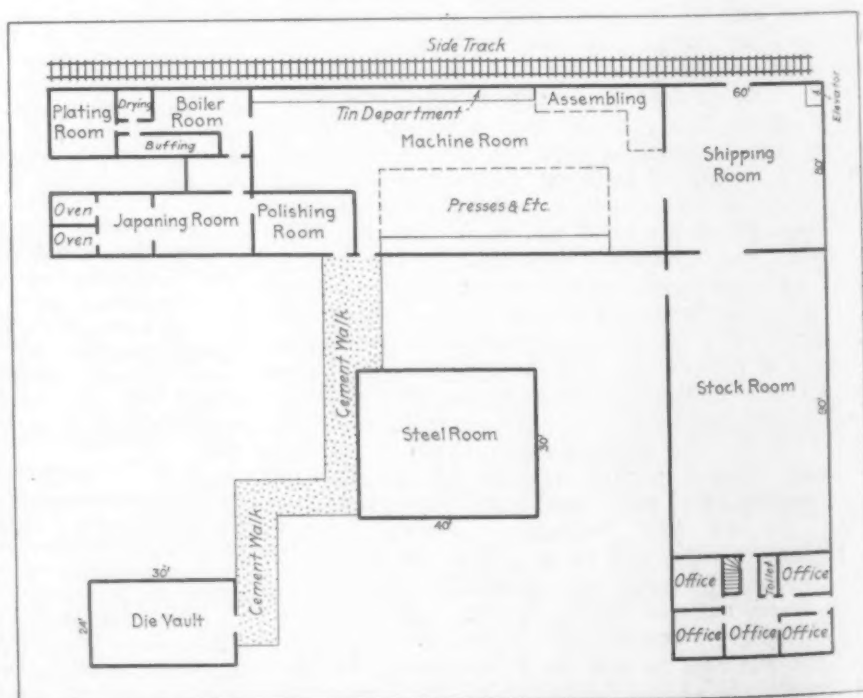 Side Track
Plating
Room
Drying
Boiler
Room
Buffing
Tin Department
Machine Room
Assembling
60'
Elevator
Shipping
Room
80'
Oven
Oven
Japaning Room
Polishing
Room
Presses & Etc.
Cement Walk
Steel Room
30'
40'
Stock Room
90'
Cement Walk
30'
24'
Die Vault
Office
Toilet
Office
Office
Office
Office